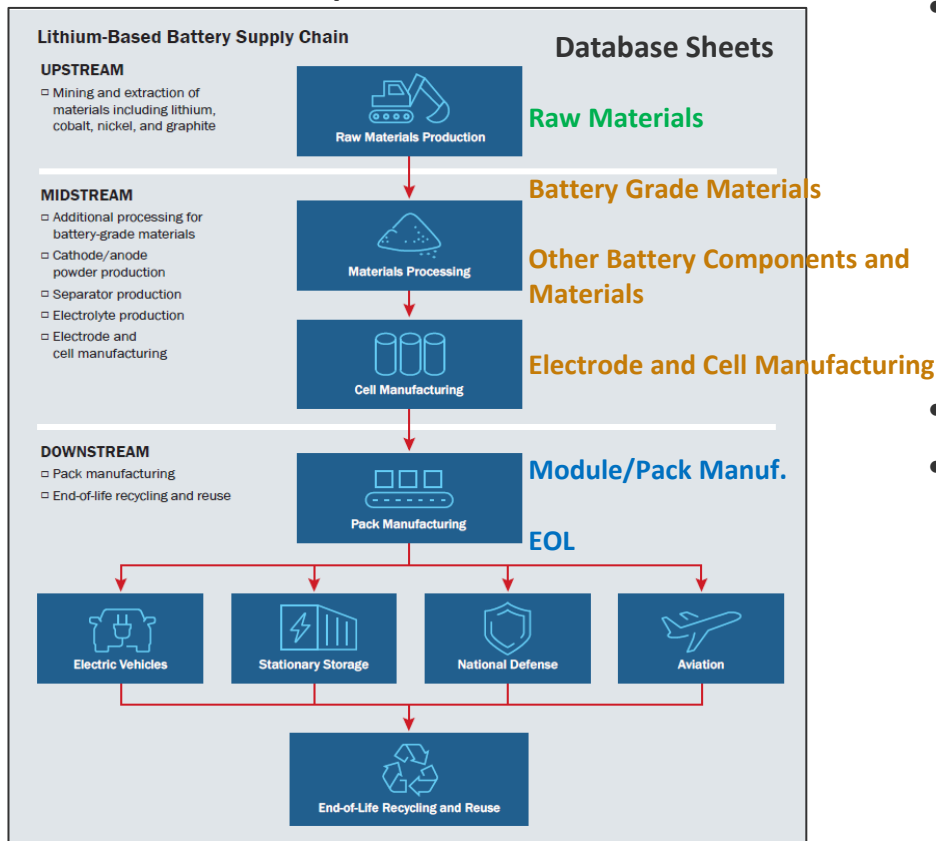 Lithium-Based Battery Supply Chain
Database Sheets
UPSTREAM
□ Mining and extraction of
materials including lithium,
cobalt, nickel, and graphite
Raw Materials Production
Raw Materials
MIDSTREAM
□ Additional processing for
battery-grade materials
□ Cathode/anode
powder production
□ Separator production
□ Electrolyte production
□ Electrode and
cell manufacturing
Battery Grade Materials
Materials Processing
Other Battery Components and
Materials
Cell Manufacturing
Electrode and Cell Manufacturing
DOWNSTREAM
□ Pack manufacturing
□ End-of-life recycling and reuse
Pack Manufacturing
Module/Pack Manuf.
EOL
Electric Vehicles
Stationary Storage
National Defense
Aviation
End-of-Life Recycling and Reuse